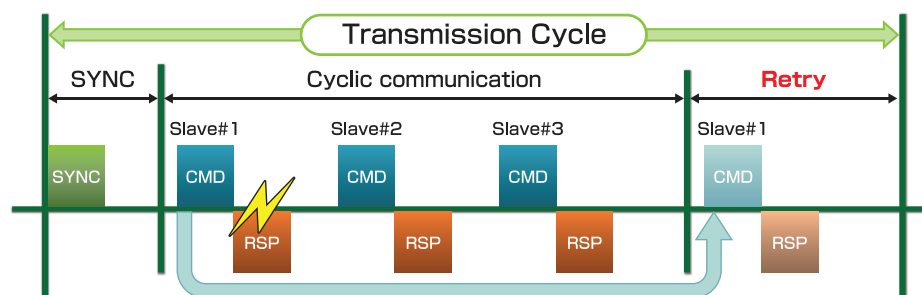 Transmission Cycle
SYNC
Cyclic communication
Retry
Slave#1
Slave#2
Slave#3
Slave#1
SYNC
CMD
CMD
CMD
CMD
RSP
RSP
RSP
RSP